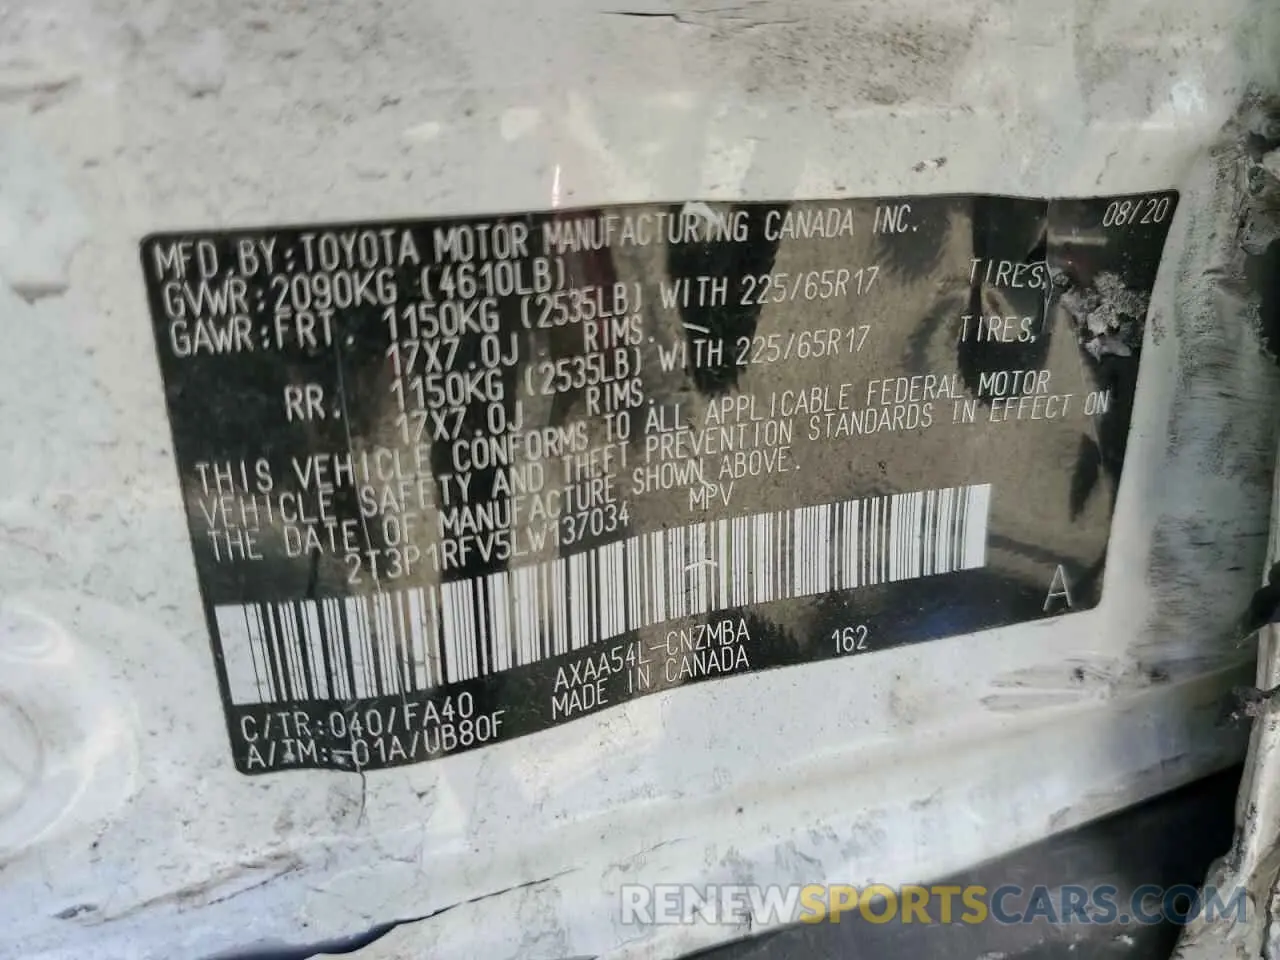 MFD.BY:TOYOTA MOTOR MANUFACTURING CANADA INC. 08/20
GVWR:2090KG (4610LB)
GAWR:FRT. 1150KG (2535LB) WITH 225/65R17 TIRES,
17X7.0J RIMS.
RR. 1150KG (2535LB) WITH 225/65R17 TIRES,
17X7.0J RIMS.
THIS VEHICLE CONFORMS TO ALL APPLICABLE FEDERAL MOTOR
VEHICLE SAFETY AND THEFT PREVENTION STANDARDS IN EFFECT ON
THE DATE OF MANUFACTURE SHOWN ABOVE.
2T3P1RFV5LW137034 MPV
A
AXAA54L-CNZMBA 162
C/TR:040/FA40 MADE IN CANADA
A/TM:-01A/UB80F
RENEWSPORTSCARS.COM